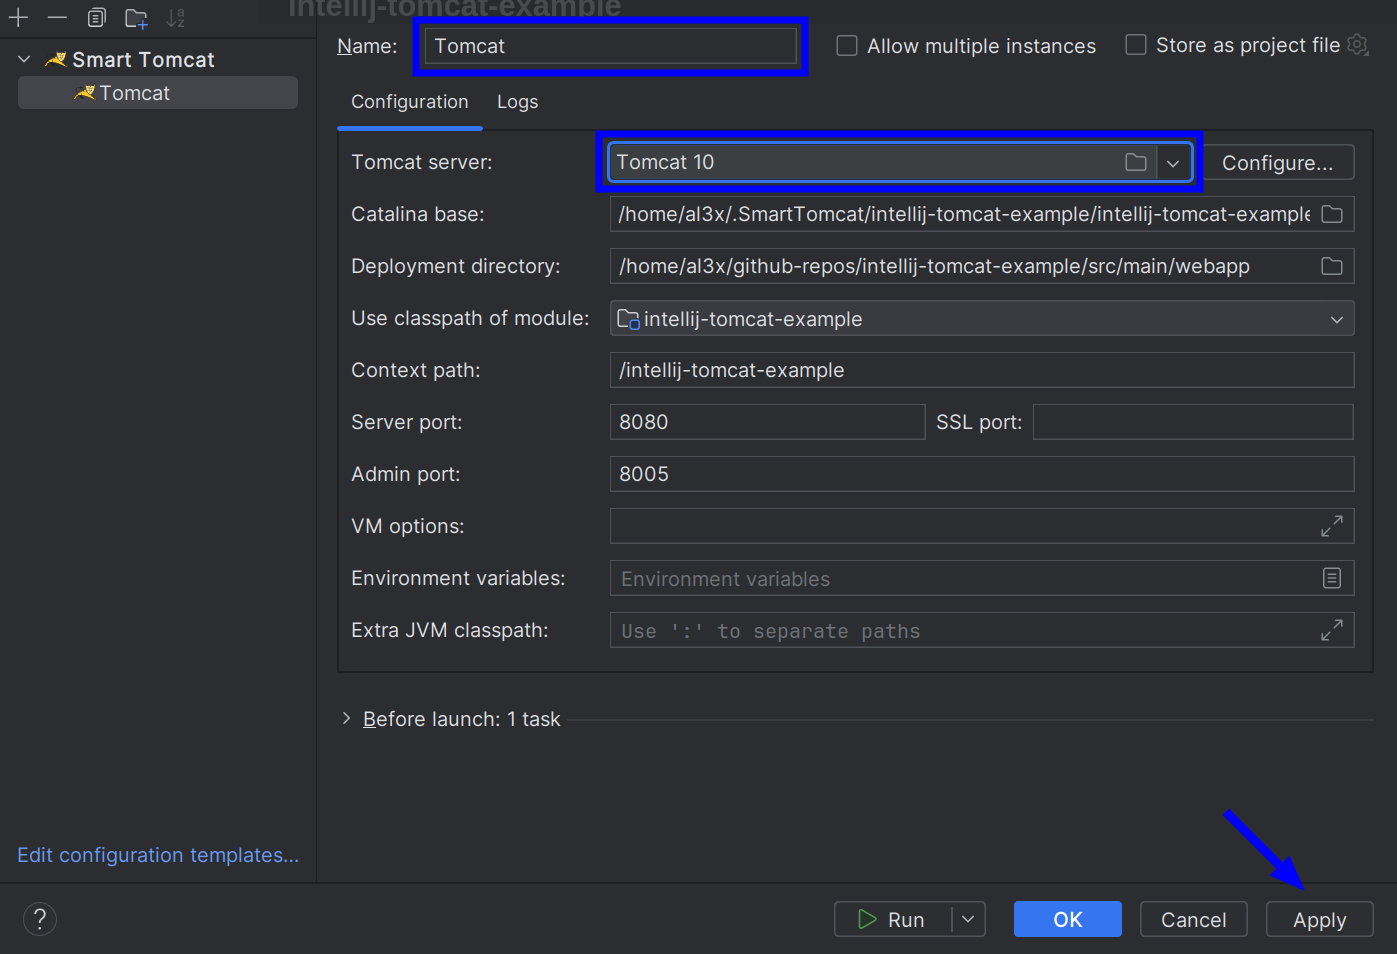 intellij-tomcat-example
Name: Tomcat
Allow multiple instances
Store as project file
Smart Tomcat
Tomcat
Configuration Logs
Tomcat server: Tomcat 10 Configure...
Catalina base: /home/al3x/.SmartTomcat/intellij-tomcat-example/intellij-tomcat-example
Deployment directory: /home/al3x/github-repos/intellij-tomcat-example/src/main/webapp
Use classpath of module: intellij-tomcat-example
Context path: /intellij-tomcat-example
Server port: 8080 SSL port:
Admin port: 8005
VM options:
Environment variables: Environment variables
Extra JVM classpath: Use ':' to separate paths
Before launch: 1 task
Edit configuration templates...
? Run OK Cancel Apply